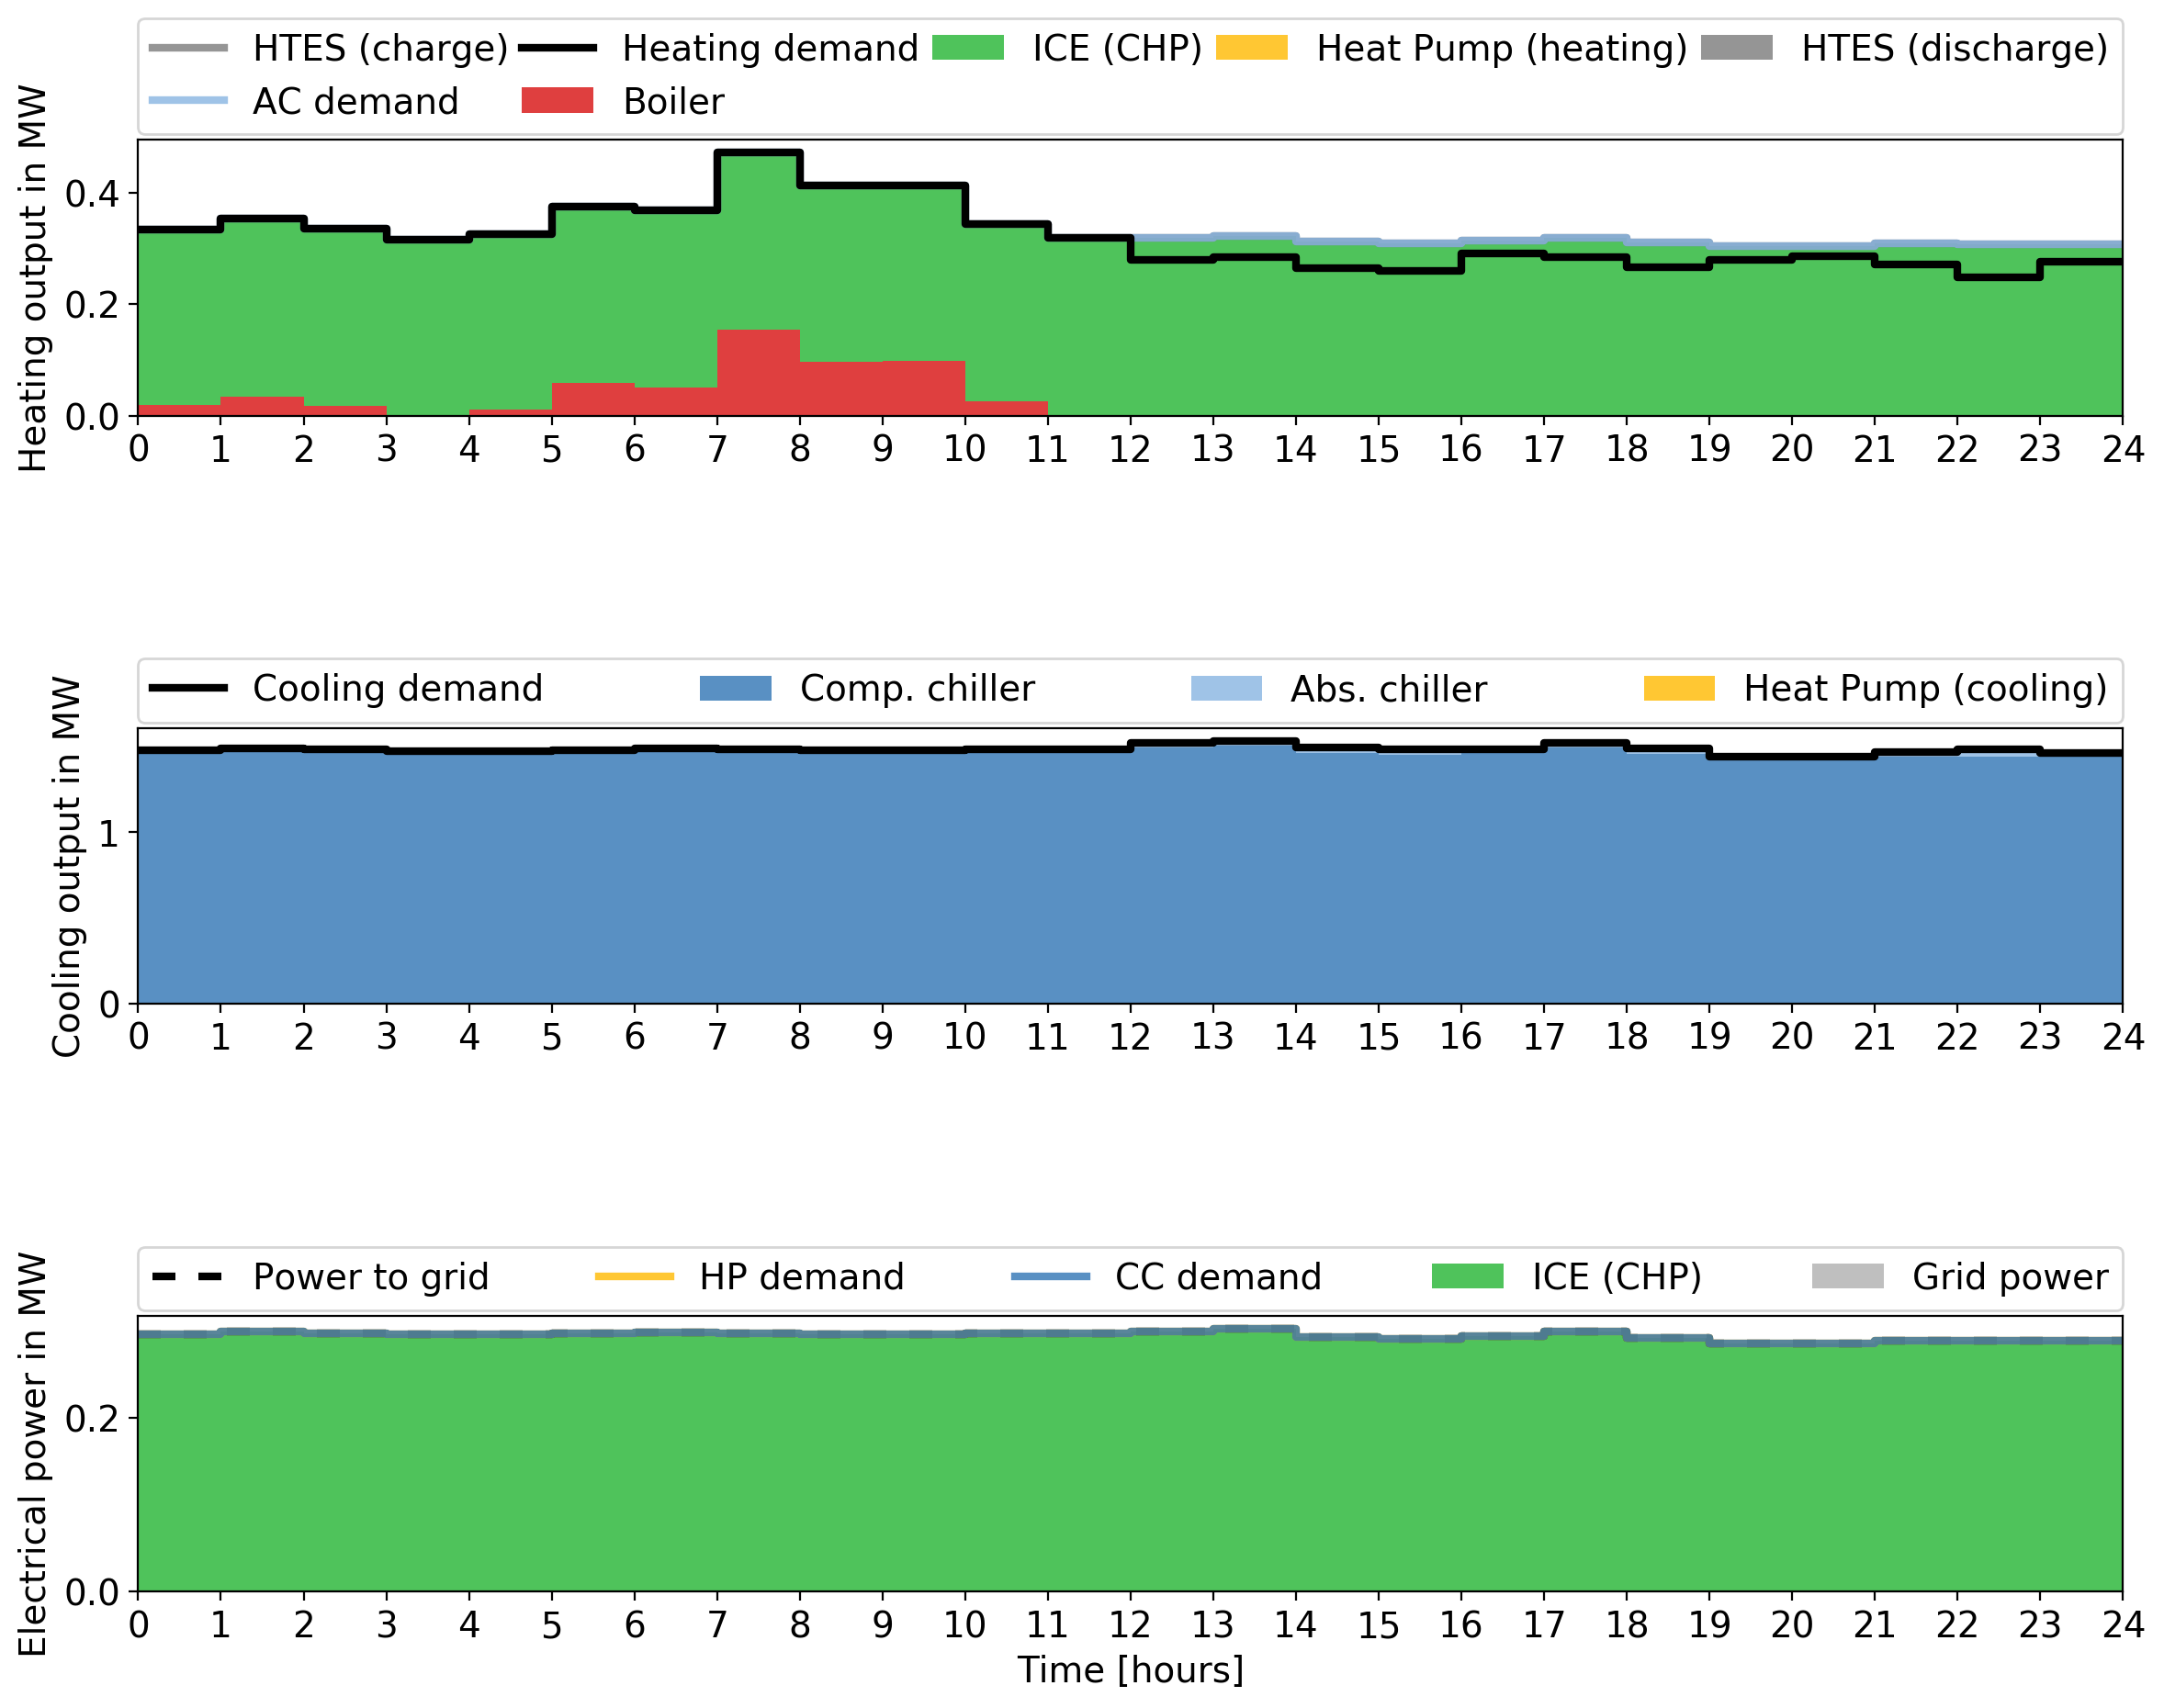 HTES (charge) Heating demand ICE (CHP) Heat Pump (heating) HTES (discharge)
AC demand Boiler
Heating output in MW
0.4
0.2
0.0
0 1 2 3 4 5 6 7 8 9 10 11 12 13 14 15 16 17 18 19 20 21 22 23 24
Cooling demand Comp. chiller Abs. chiller Heat Pump (cooling)
Cooling output in MW
1
0
0 1 2 3 4 5 6 7 8 9 10 11 12 13 14 15 16 17 18 19 20 21 22 23 24
Power to grid HP demand CC demand ICE (CHP) Grid power
Electrical power in MW
0.2
0.0
0 1 2 3 4 5 6 7 8 9 10 11 12 13 14 15 16 17 18 19 20 21 22 23 24
Time [hours]